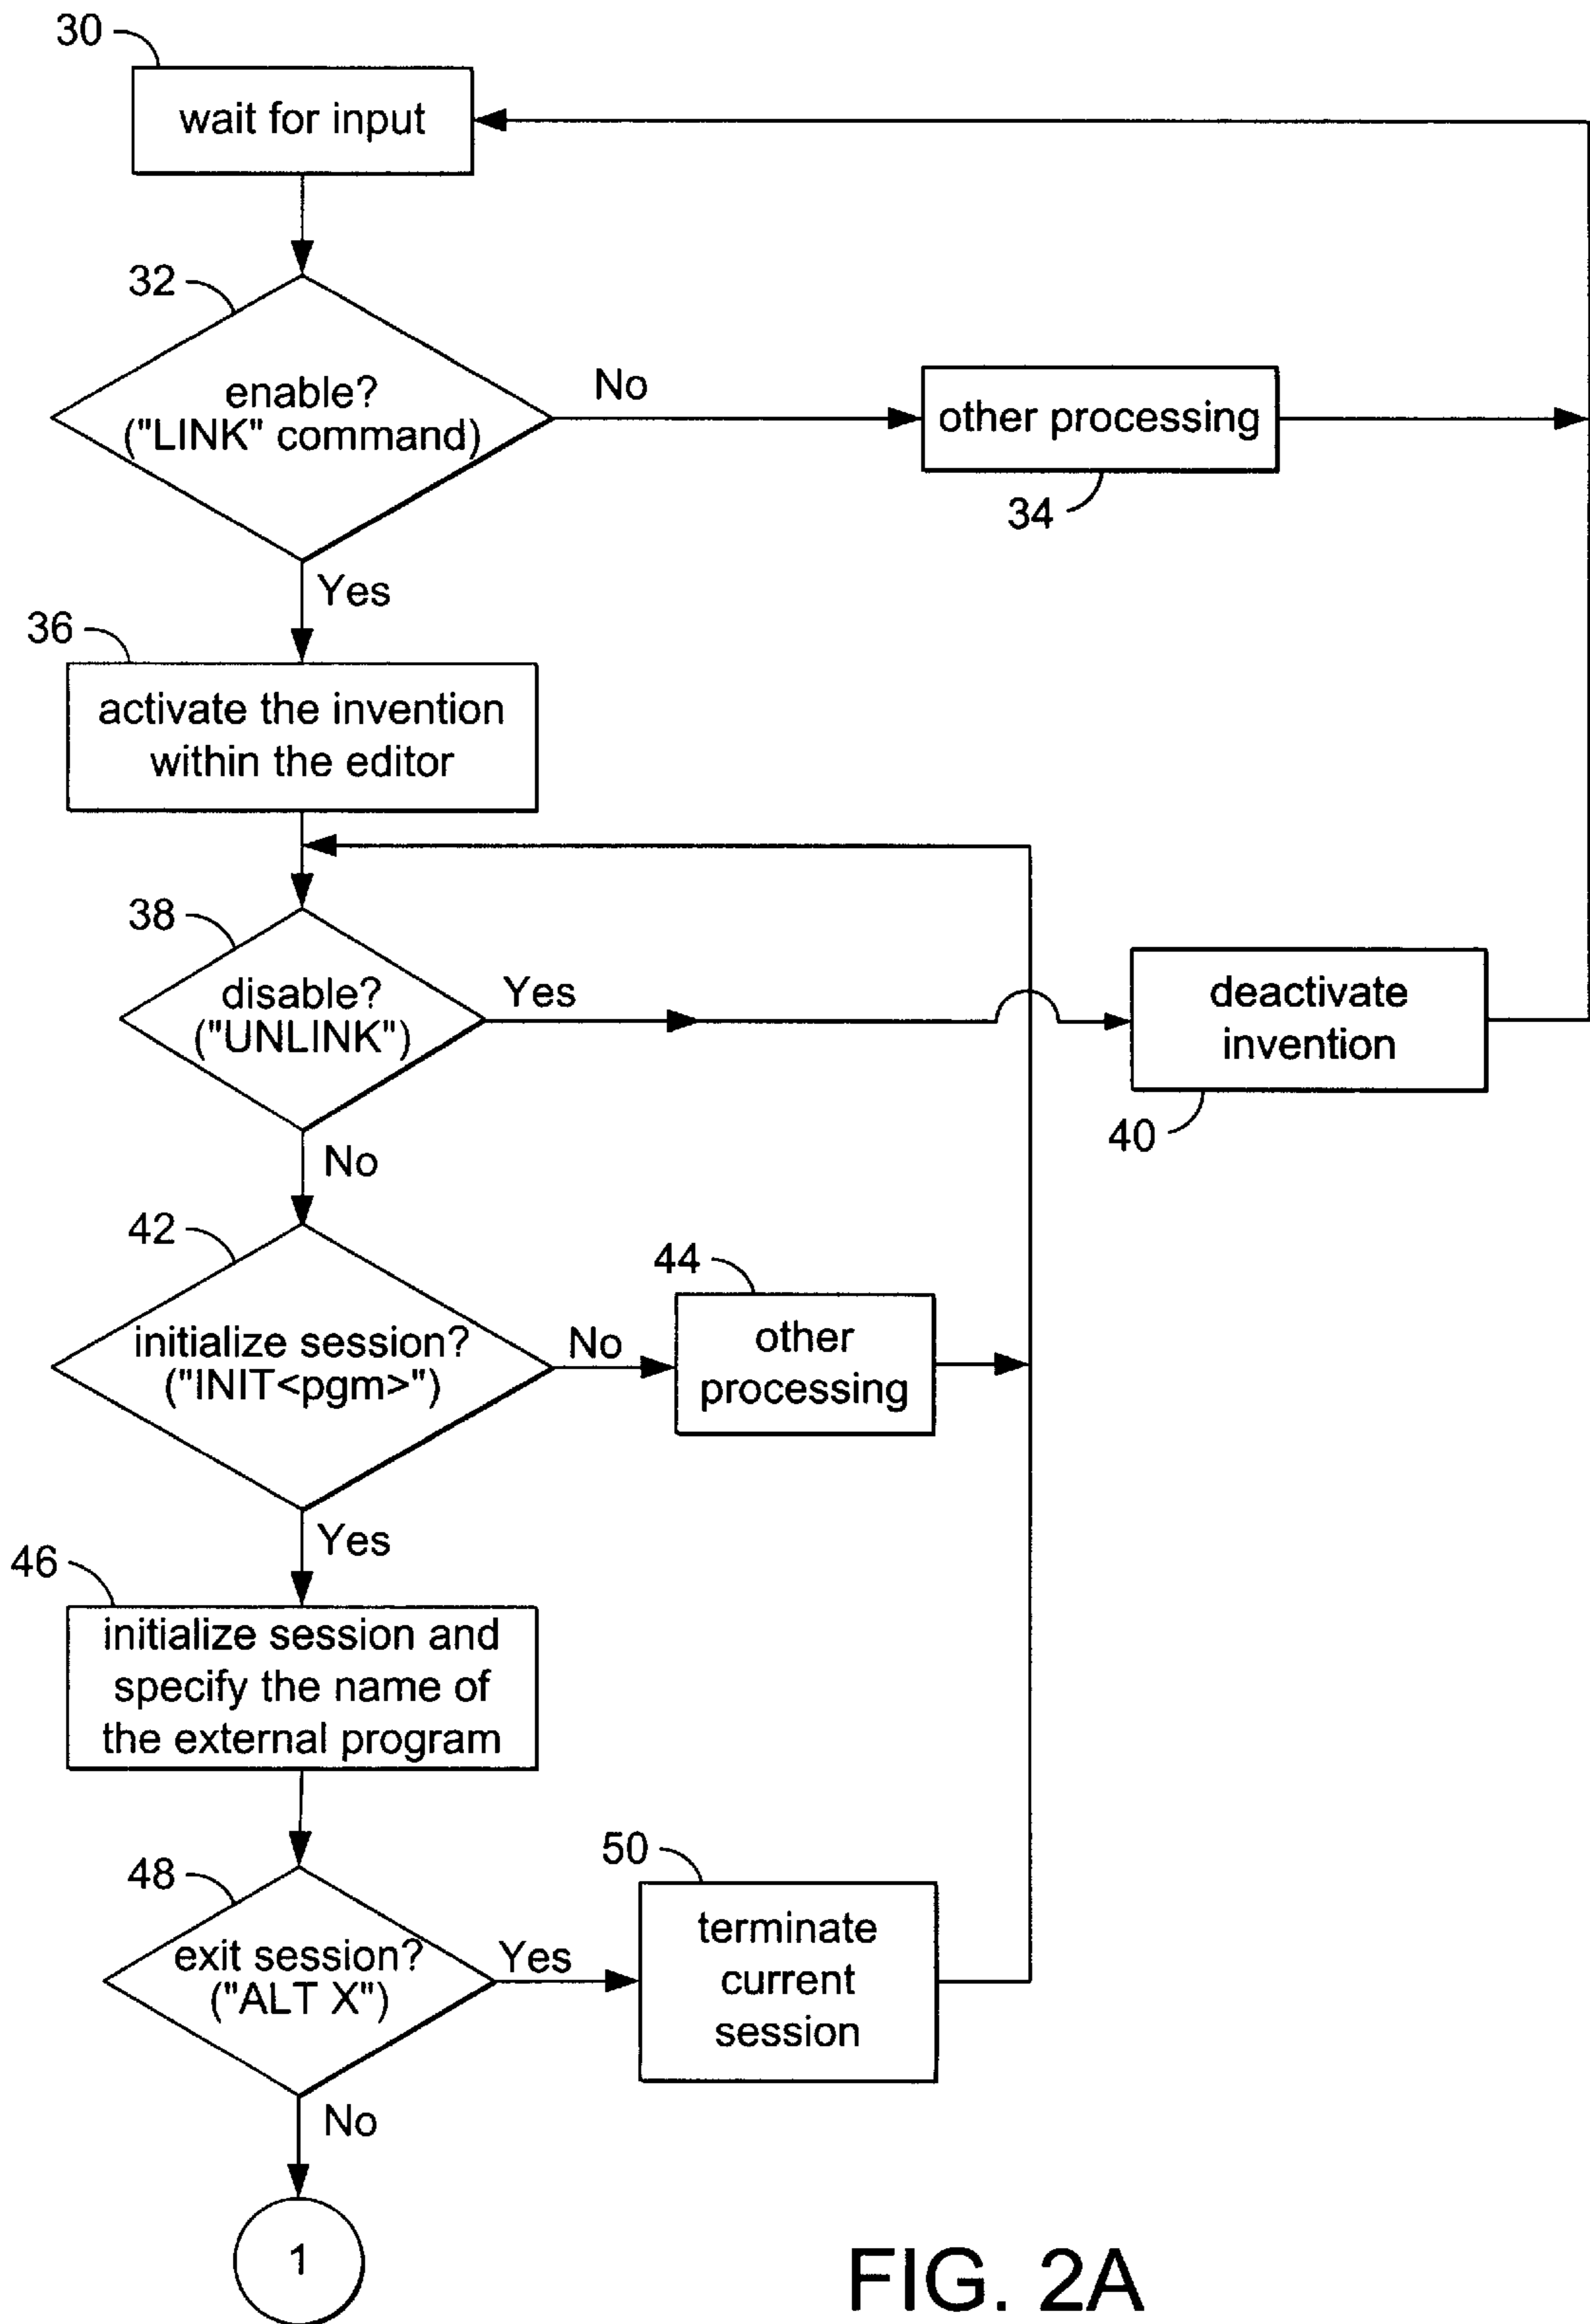 30
wait for input
32
enable?
("LINK" command)
No
other processing
34
Yes
36
activate the invention
within the editor
38
disable?
("UNLINK")
Yes
deactivate
invention
40
No
42
initialize session?
("INIT<pgm>")
No
44
other
processing
Yes
46
initialize session and
specify the name of
the external program
48
exit session?
("ALT X")
Yes
50
terminate
current
session
No
1
FIG. 2A